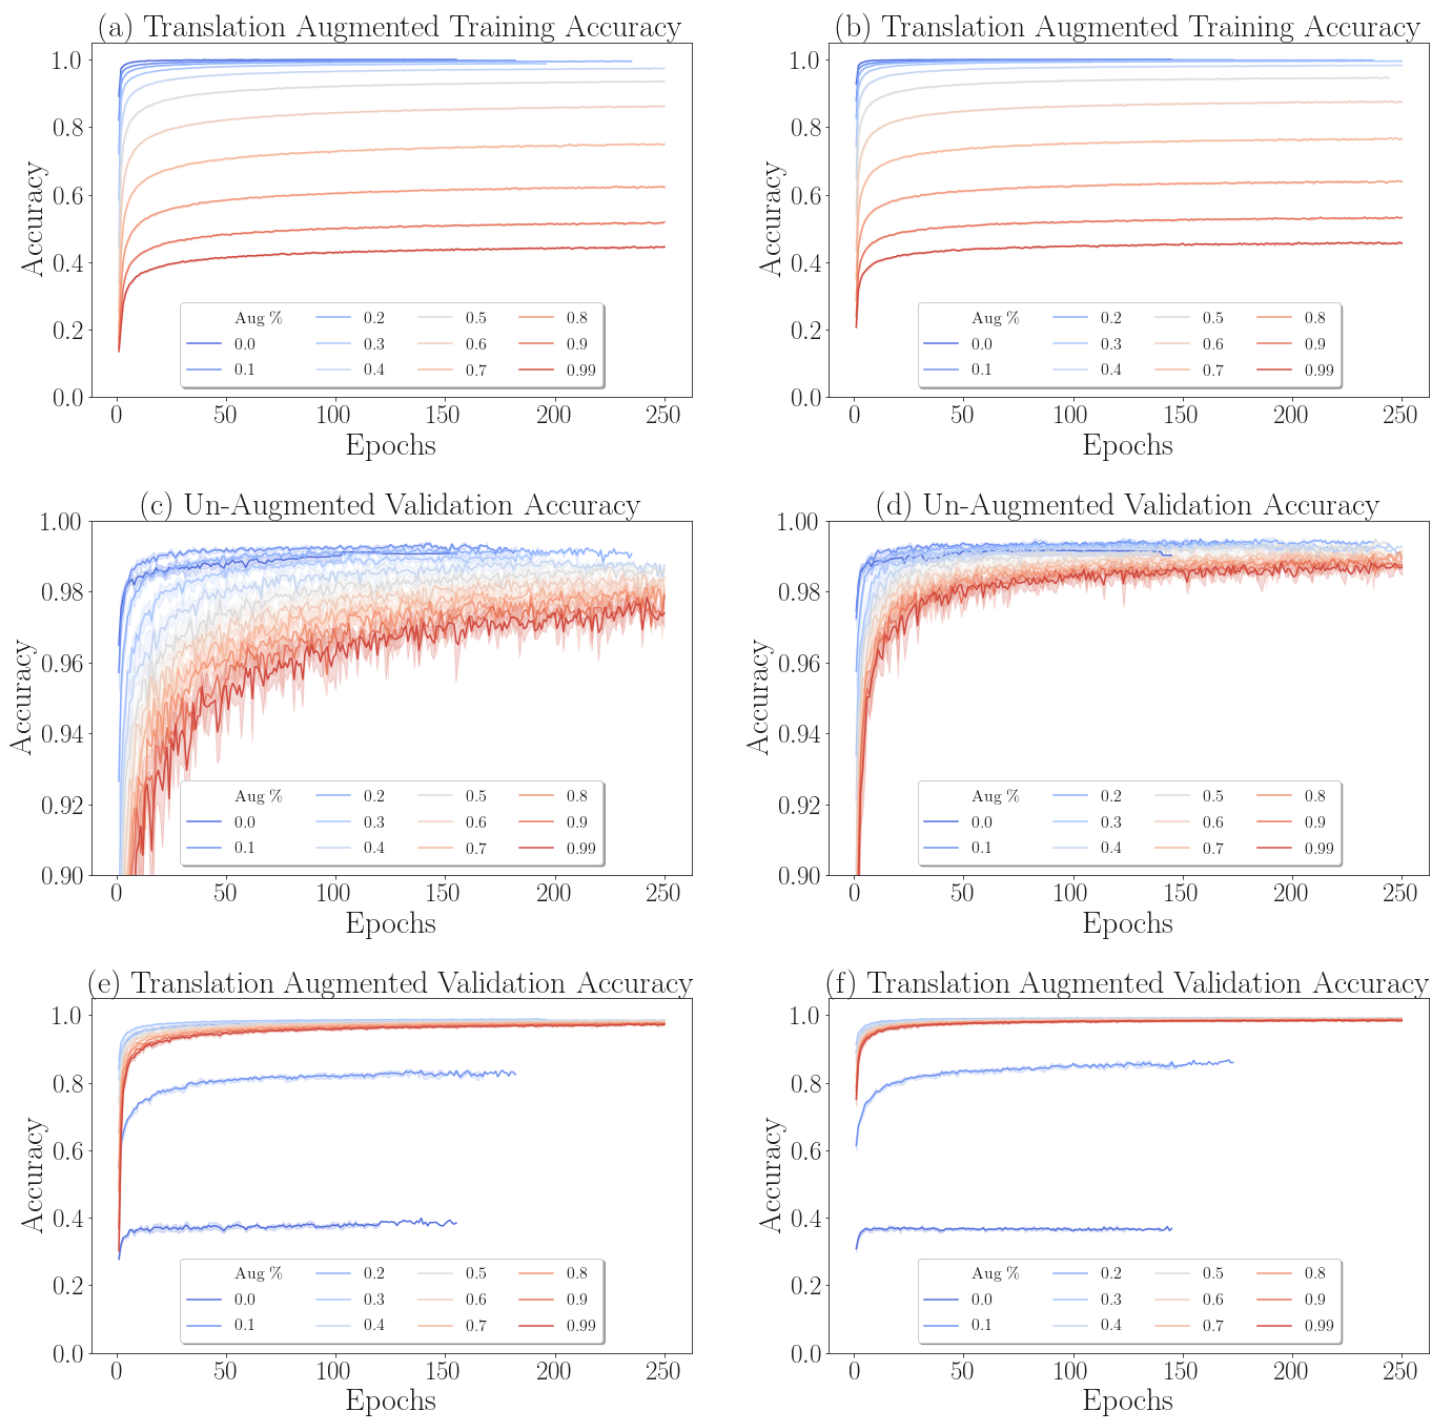 (a) Translation Augmented Training Accuracy
1.0
0.8
0.6
0.4
0.2
0.0
Accuracy
Aug % 0.2 0.5 0.8
0.0 0.3 0.6 0.9
0.1 0.4 0.7 0.99
0 50 100 150 200 250
Epochs
(b) Translation Augmented Training Accuracy
1.0
0.8
0.6
0.4
0.2
0.0
Accuracy
Aug % 0.2 0.5 0.8
0.0 0.3 0.6 0.9
0.1 0.4 0.7 0.99
0 50 100 150 200 250
Epochs
(c) Un-Augmented Validation Accuracy
1.00
0.98
0.96
0.94
0.92
0.90
Accuracy
Aug % 0.2 0.5 0.8
0.0 0.3 0.6 0.9
0.1 0.4 0.7 0.99
0 50 100 150 200 250
Epochs
(d) Un-Augmented Validation Accuracy
1.00
0.98
0.96
0.94
0.92
0.90
Accuracy
Aug % 0.2 0.5 0.8
0.0 0.3 0.6 0.9
0.1 0.4 0.7 0.99
0 50 100 150 200 250
Epochs
(e) Translation Augmented Validation Accuracy
1.0
0.8
0.6
0.4
0.2
0.0
Accuracy
Aug % 0.2 0.5 0.8
0.0 0.3 0.6 0.9
0.1 0.4 0.7 0.99
0 50 100 150 200 250
Epochs
(f) Translation Augmented Validation Accuracy
1.0
0.8
0.6
0.4
0.2
0.0
Accuracy
Aug % 0.2 0.5 0.8
0.0 0.3 0.6 0.9
0.1 0.4 0.7 0.99
0 50 100 150 200 250
Epochs